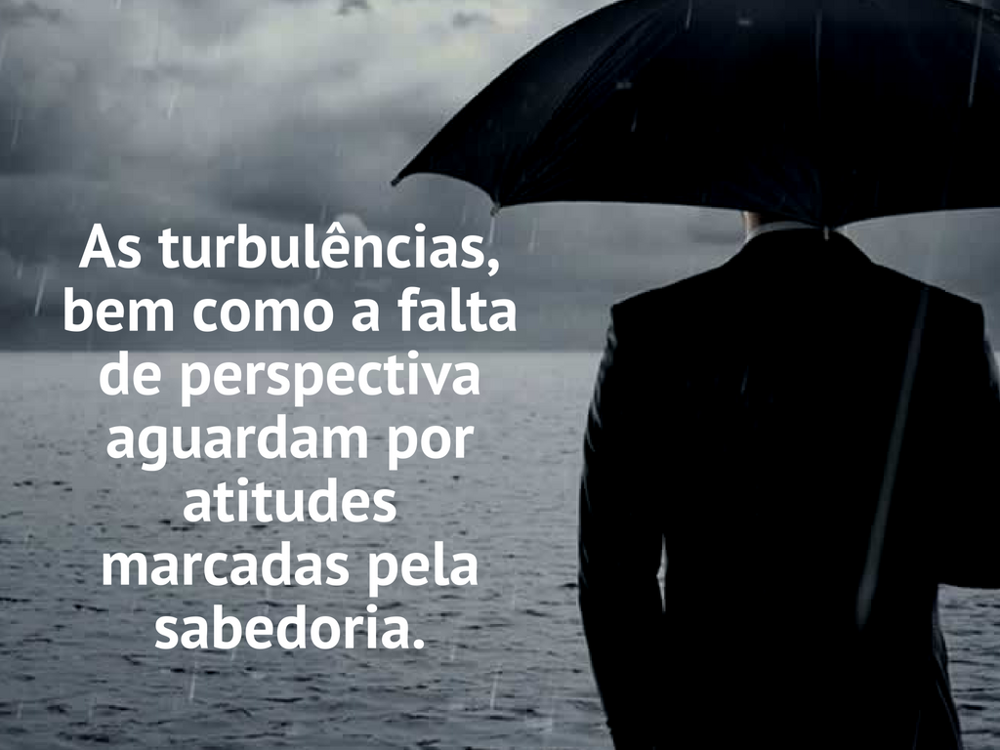 As turbulências,
bem como a falta
de perspectiva
aguardam por
atitudes
marcadas pela
sabedoria.